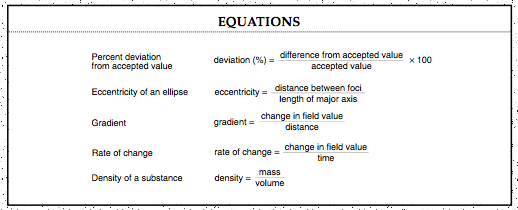 EQUATIONS
Percent deviation
from accepted value
deviation (%) = difference from accepted value / accepted value × 100
Eccentricity of an ellipse
eccentricity = distance between foci / length of major axis
Gradient
gradient = change in field value / distance
Rate of change
rate of change = change in field value / time
Density of a substance
density = mass / volume